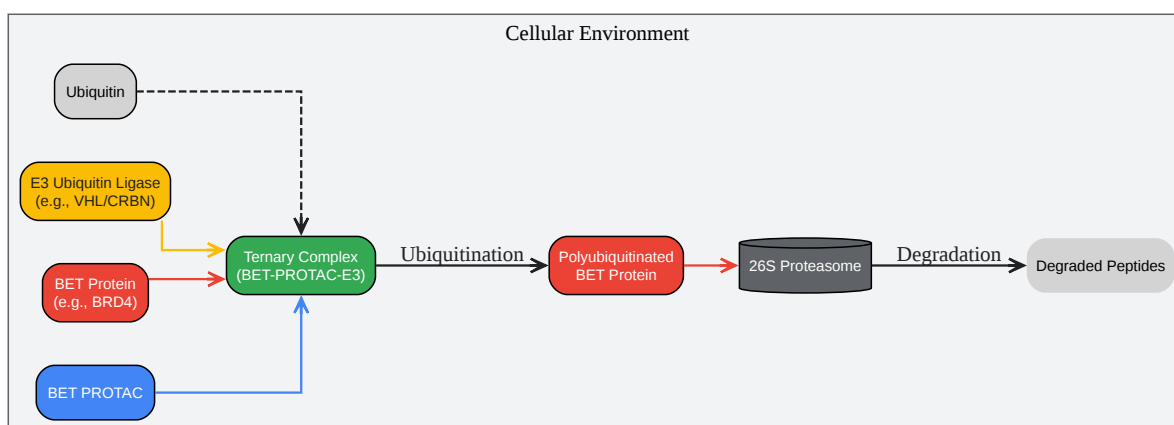 Cellular Environment
Ubiquitin
E3 Ubiquitin Ligase
(e.g., VHL/CRBN)
Ternary Complex
(BET-PROTAC-E3)
Ubiquitination
Polyubiquitinated
BET Protein
26S Proteasome
Degradation
Degraded Peptides
BET Protein
(e.g., BRD4)
BET PROTAC